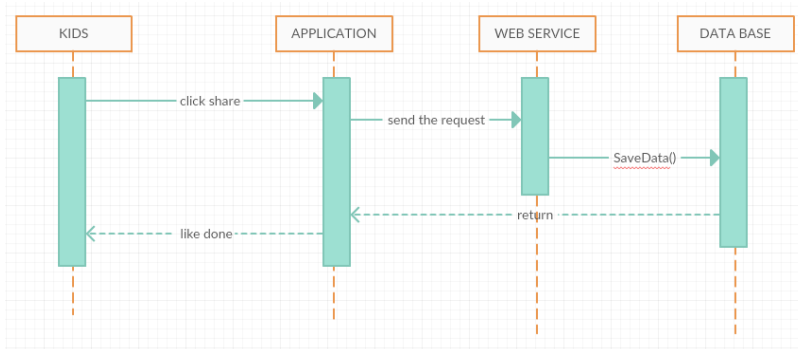 KIDS
APPLICATION
WEB SERVICE
DATA BASE
click share
send the request
SaveData()
return
like done